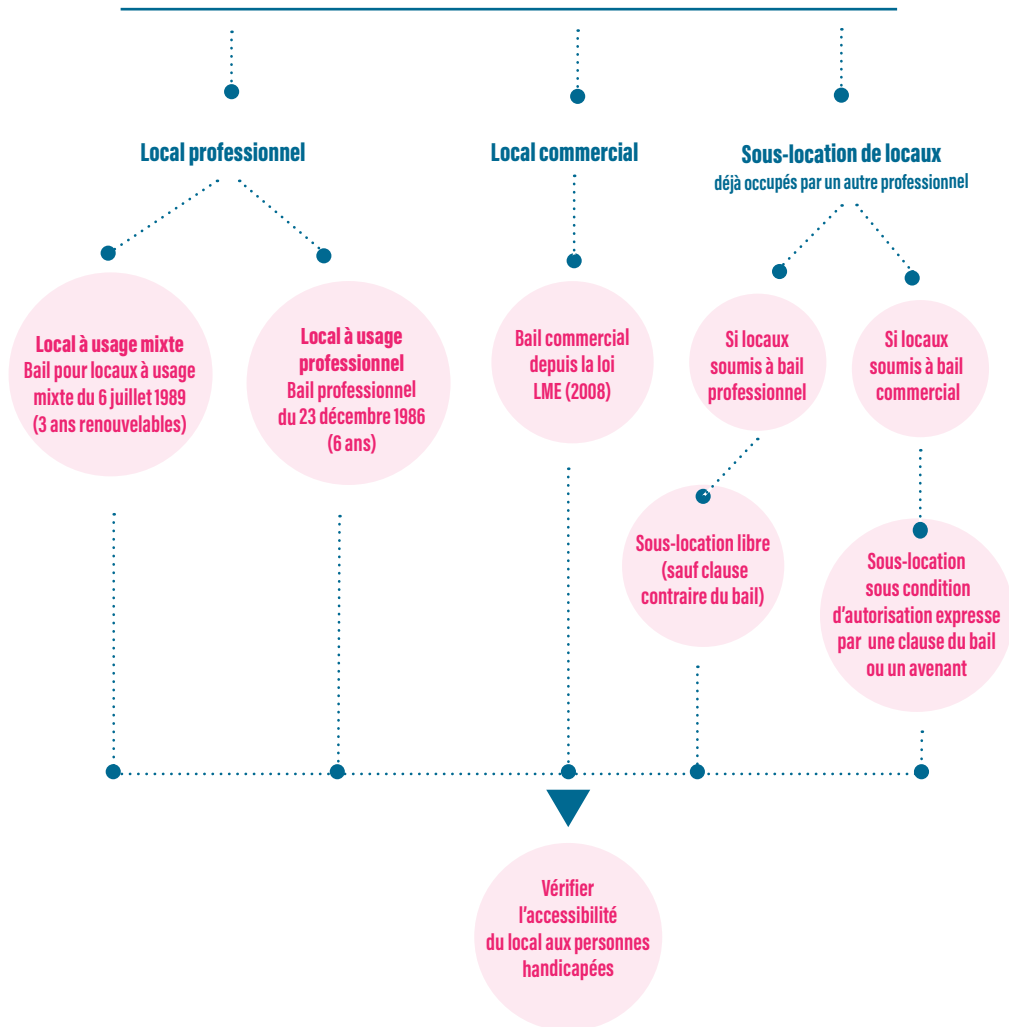 Local professionnel
Local commercial
Sous-location de locaux
déjà occupés par un autre professionnel
Local à usage mixte
Bail pour locaux à usage
mixte du 6 juillet 1989
(3 ans renouvelables)
Local à usage
professionnel
Bail professionnel
du 23 décembre 1986
(6 ans)
Bail commercial
depuis la loi
LME (2008)
Si locaux
soumis à bail
professionnel
Si locaux
soumis à bail
commercial
Sous-location libre
(sauf clause
contraire du bail)
Sous-location
sous condition
d'autorisation expresse
par une clause du bail
ou un avenant
Vérifier
l'accessibilité
du local aux personnes
handicapées